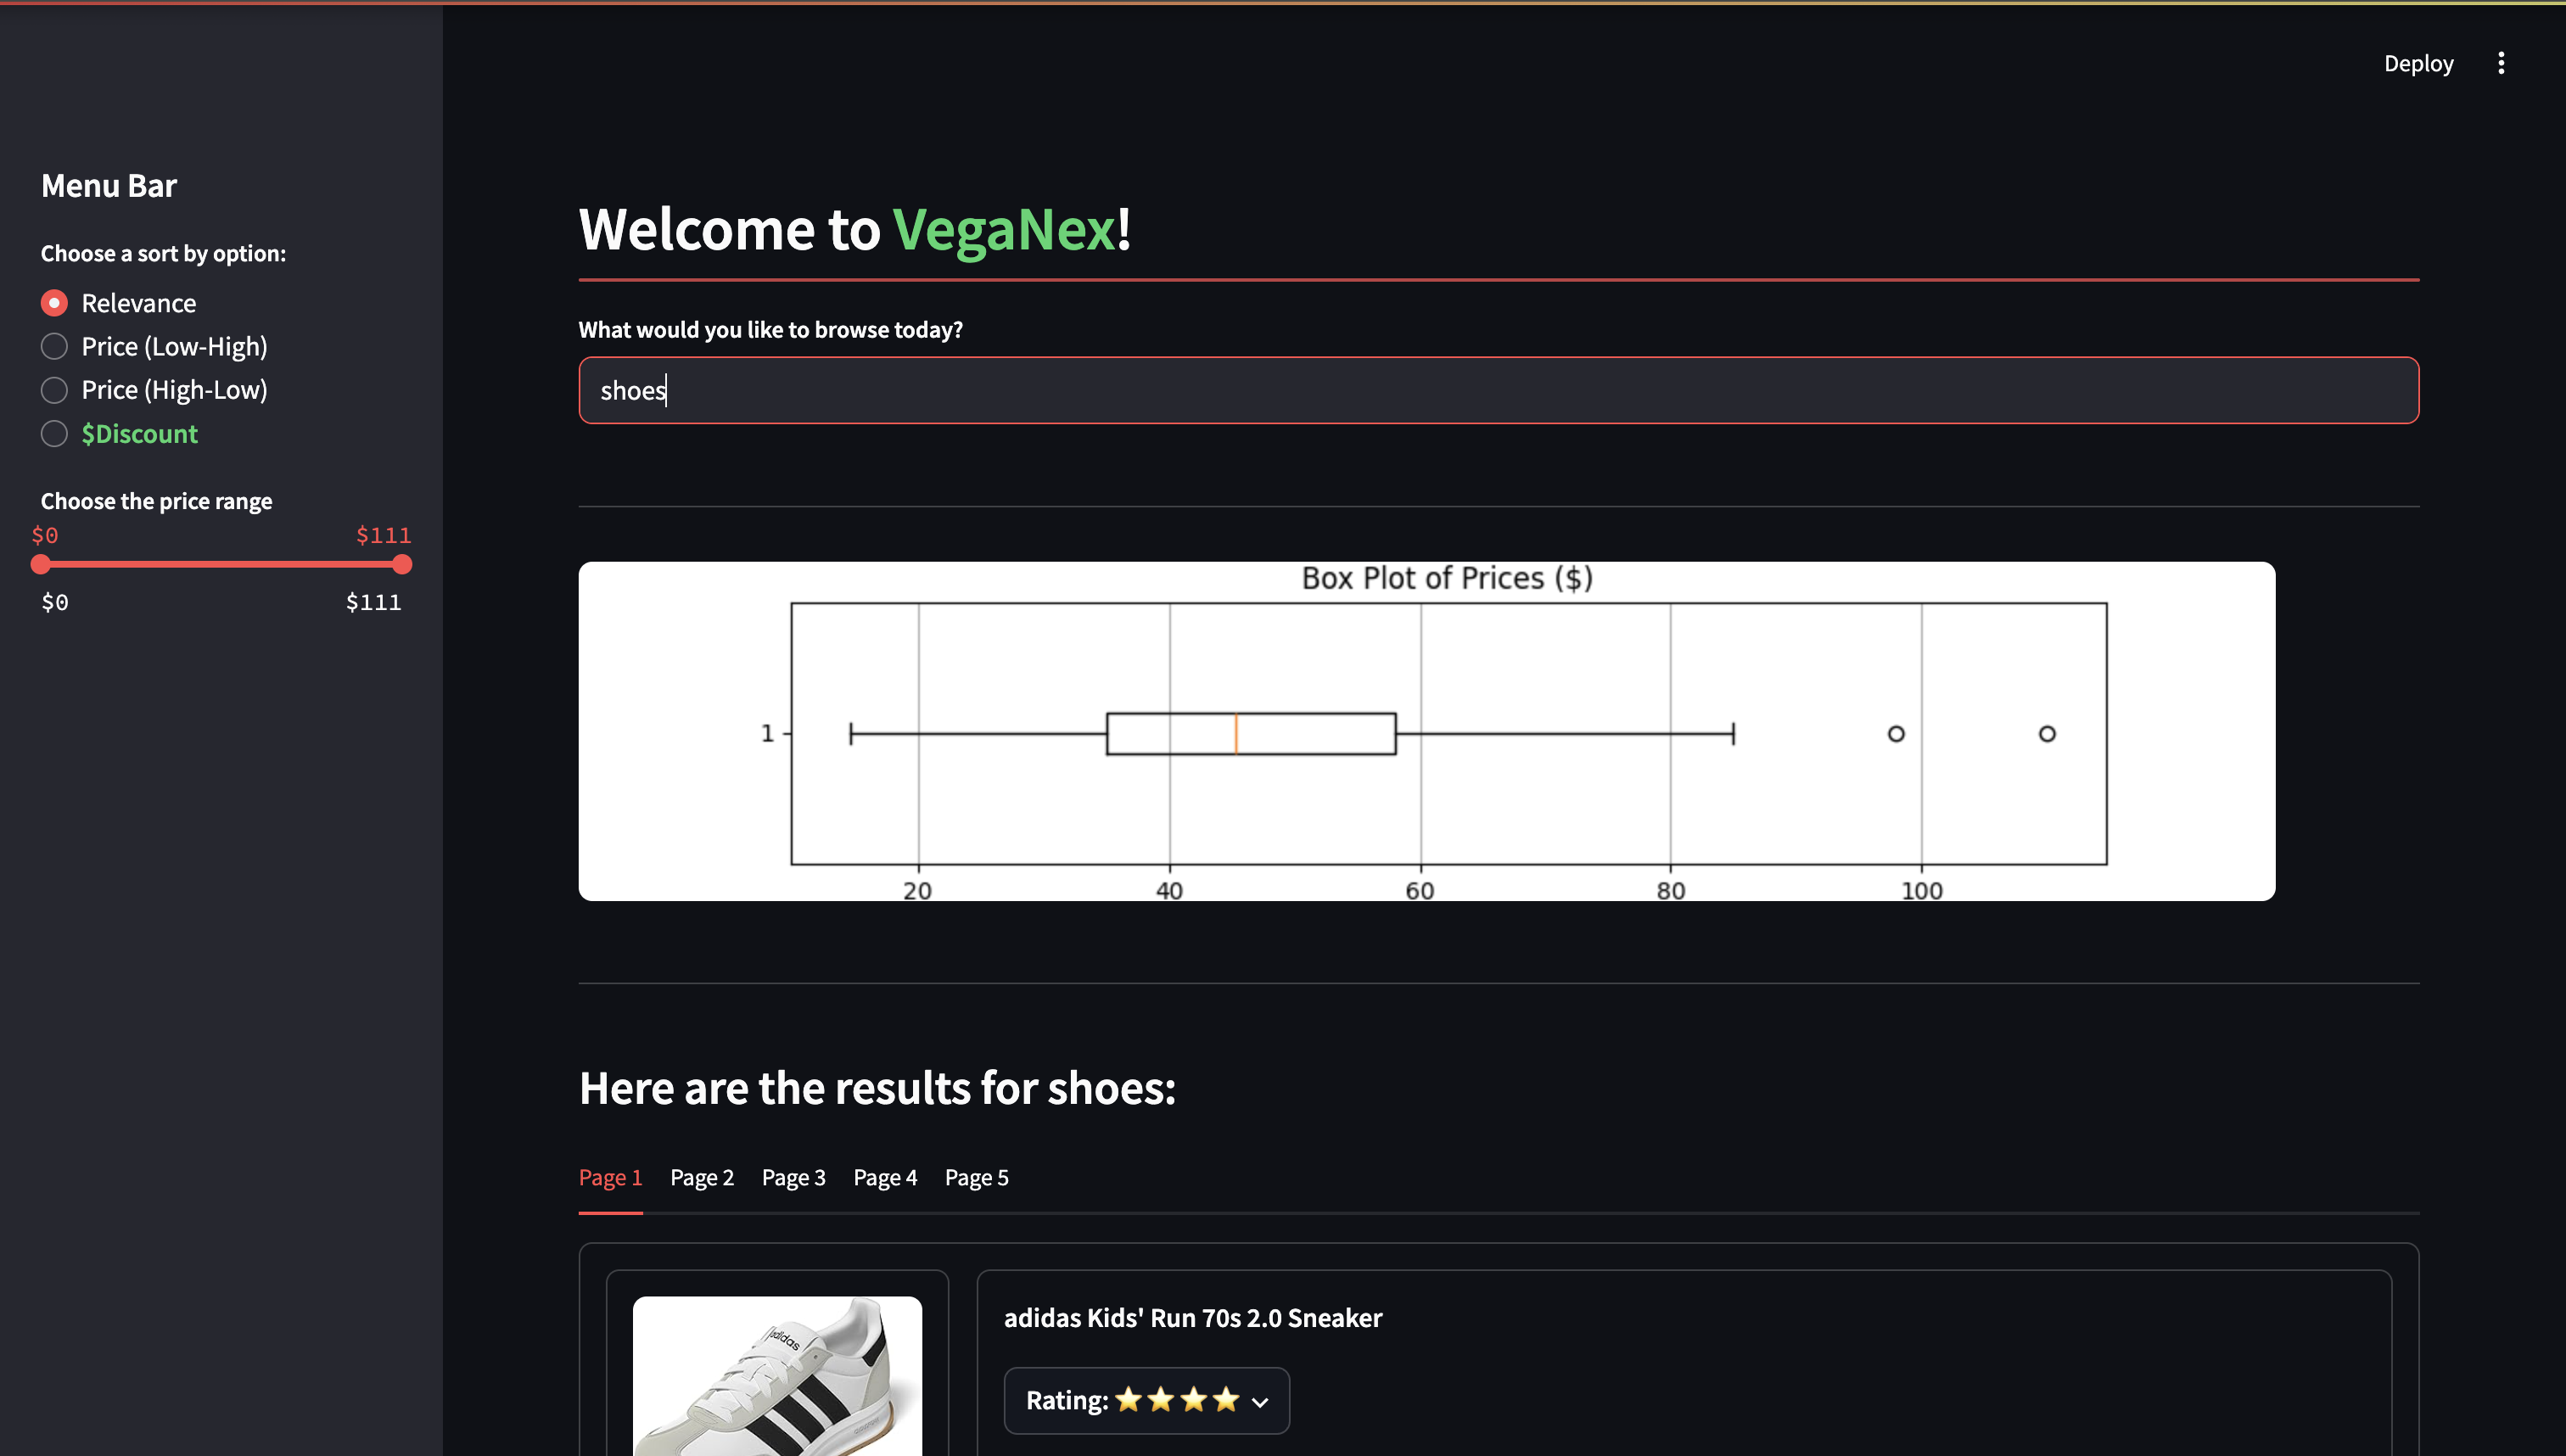 Deploy
Menu Bar
Choose a sort by option:
Relevance
Price (Low-High)
Price (High-Low)
$Discount
Choose the price range
$0 $111
$0 $111
Welcome to VegaNex!
What would you like to browse today?
shoes
Box Plot of Prices ($)
1
20 40 60 80 100
Here are the results for shoes:
Page 1 Page 2 Page 3 Page 4 Page 5
adidas
adidas Kids' Run 70s 2.0 Sneaker
Rating: